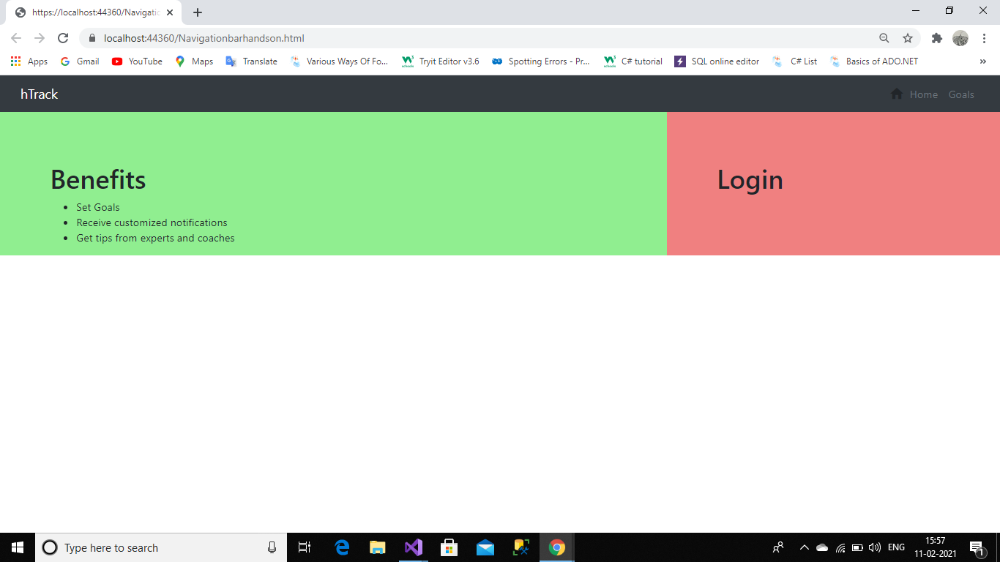 https://localhost:44360/Navigatio
localhost:44360/Navigationbarhandson.html
Apps Gmail YouTube Maps Translate Various Ways Of Fo... Tryit Editor v3.6 Spotting Errors - Pr... C# tutorial SQL online editor C# List Basics of ADO.NET »
hTrack Home Goals
Benefits
Login
• Set Goals
• Receive customized notifications
• Get tips from experts and coaches
Type here to search
ENG
15:57
11-02-2021
1